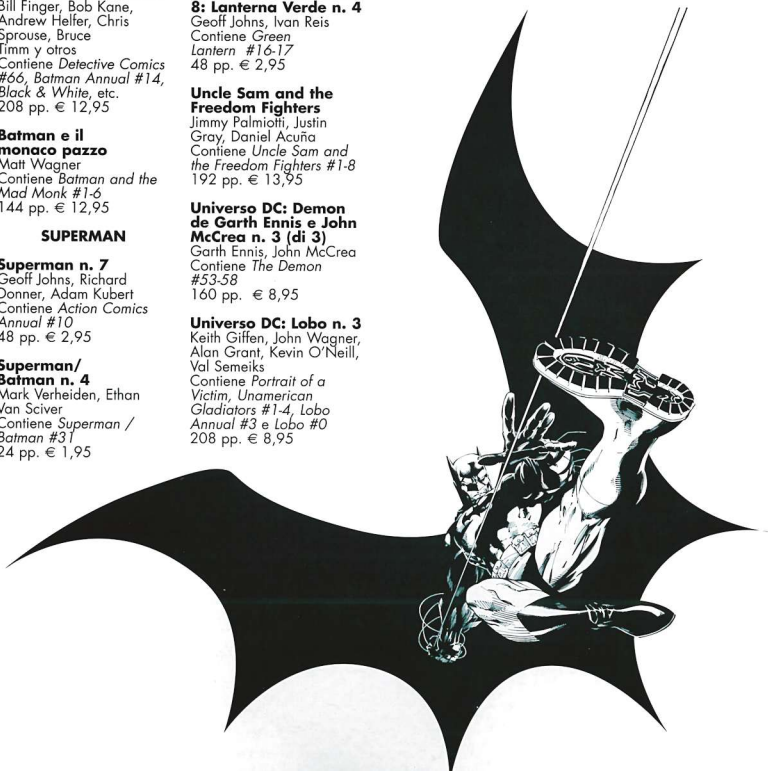 Bill Finger, Bob Kane,
Andrew Helfer, Chris
Sprouse, Bruce
Timm y otros
Contiene Detective Comics
#66, Batman Annual #14,
Black & White, etc.
208 pp. € 12,95
Batman e il
monaco pazzo
Matt Wagner
Contiene Batman and the
Mad Monk #1-6
144 pp. € 12,95
SUPERMAN
Superman n. 7
Geoff Johns, Richard
Donner, Adam Kubert
Contiene Action Comics
Annual #10
48 pp. € 2,95
Superman/
Batman n. 4
Mark Verheiden, Ethan
Van Sciver
Contiene Superman /
Batman #31
24 pp. € 1,95
8: Lanterna Verde n. 4
Geoff Johns, Ivan Reis
Contiene Green
Lantern #16-17
48 pp. € 2,95
Uncle Sam and the
Freedom Fighters
Jimmy Palmiotti, Justin
Gray, Daniel Acuña
Contiene Uncle Sam and
the Freedom Fighters #1-8
192 pp. € 13,95
Universo DC: Demon
de Garth Ennis e John
McCrea n. 3 (di 3)
Garth Ennis, John McCrea
Contiene The Demon
#53-58
160 pp. € 8,95
Universo DC: Lobo n. 3
Keith Giffen, John Wagner,
Alan Grant, Kevin O'Neill,
Val Semeiks
Contiene Portrait of a
Victim, Unamerican
Gladiators #1-4, Lobo
Annual #3 e Lobo #0
208 pp. € 8,95